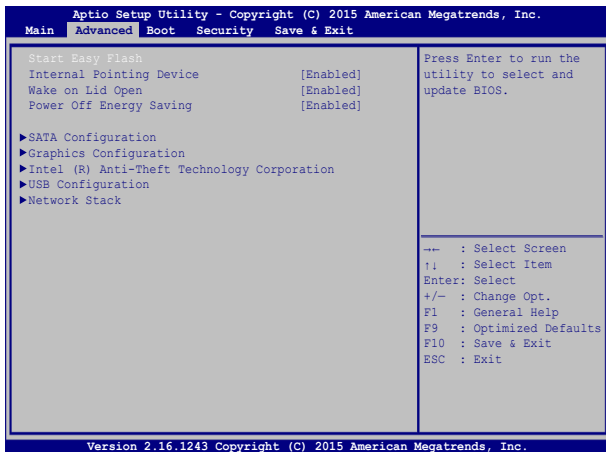 Aptio Setup Utility - Copyright (C) 2015 American Megatrends, Inc.
Main Advanced Boot Security Save & Exit
Start Easy Flash
Internal Pointing Device [Enabled]
Wake on Lid Open [Enabled]
Power Off Energy Saving [Enabled]
▶SATA Configuration
▶Graphics Configuration
▶Intel (R) Anti-Theft Technology Corporation
▶USB Configuration
▶Network Stack
Press Enter to run the
utility to select and
update BIOS.
→← : Select Screen
↑↓ : Select Item
Enter: Select
+/— : Change Opt.
F1 : General Help
F9 : Optimized Defaults
F10 : Save & Exit
ESC : Exit
Version 2.16.1243 Copyright (C) 2015 American Megatrends, Inc.